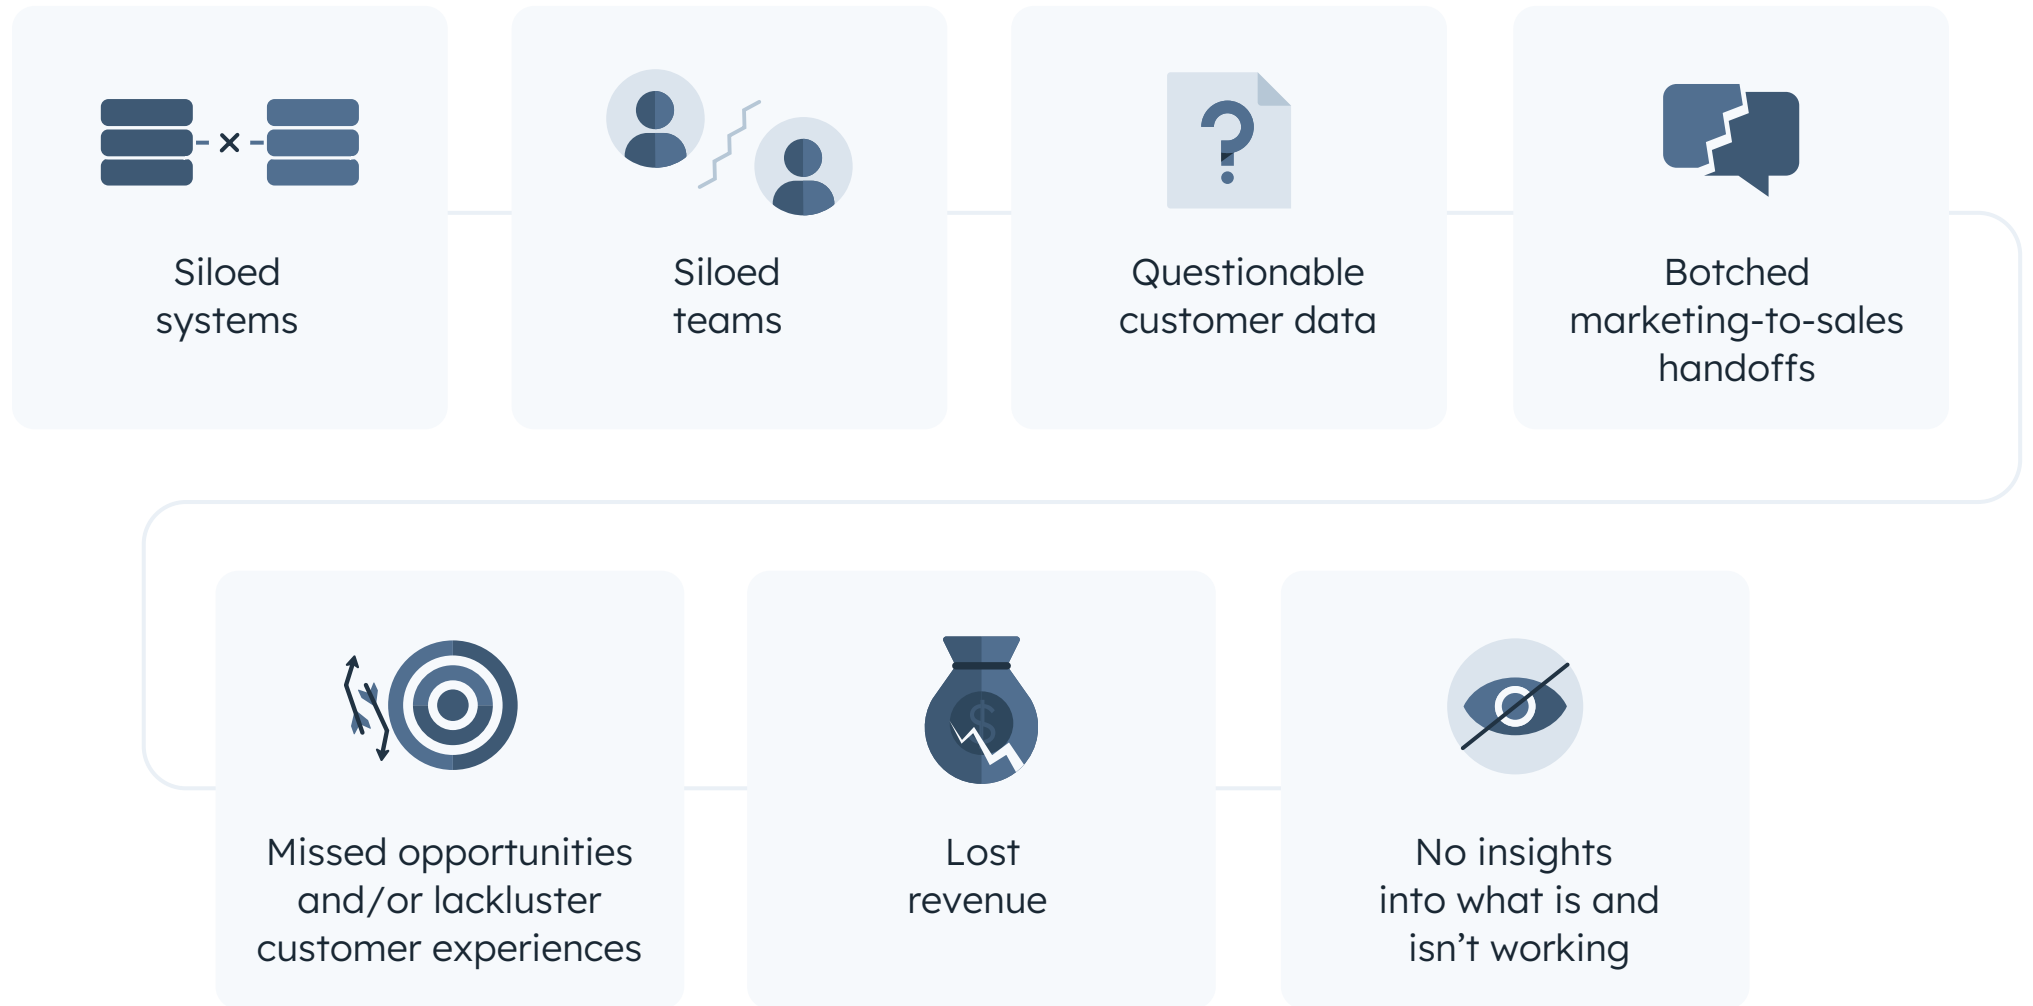 Siloed
systems
Siloed
teams
?
Questionable
customer data
Botched
marketing-to-sales
handoffs
Missed opportunities
and/or lackluster
customer experiences
$
Lost
revenue
No insights
into what is and
isn’t working